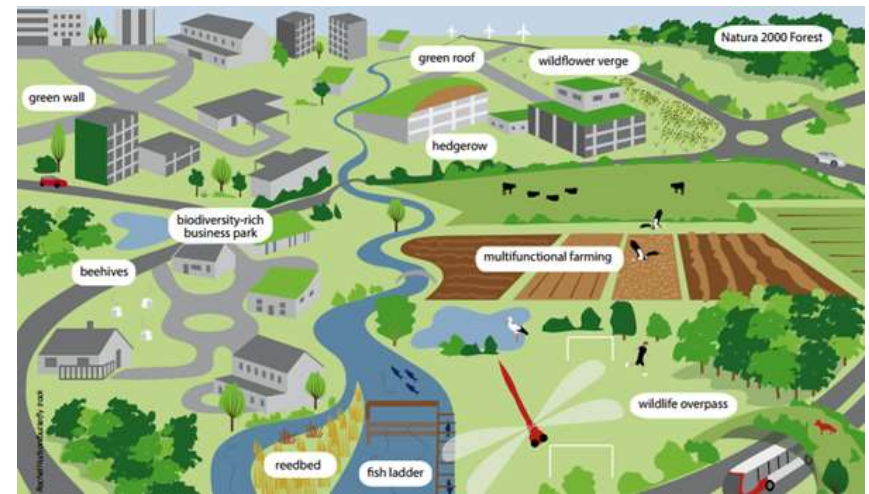 Natura 2000 Forest
green roof
wildflower verge
green wall
hedgerow
biodiversity-rich
business park
multifunctional farming
beehives
wildlife overpass
reedbed
fish ladder